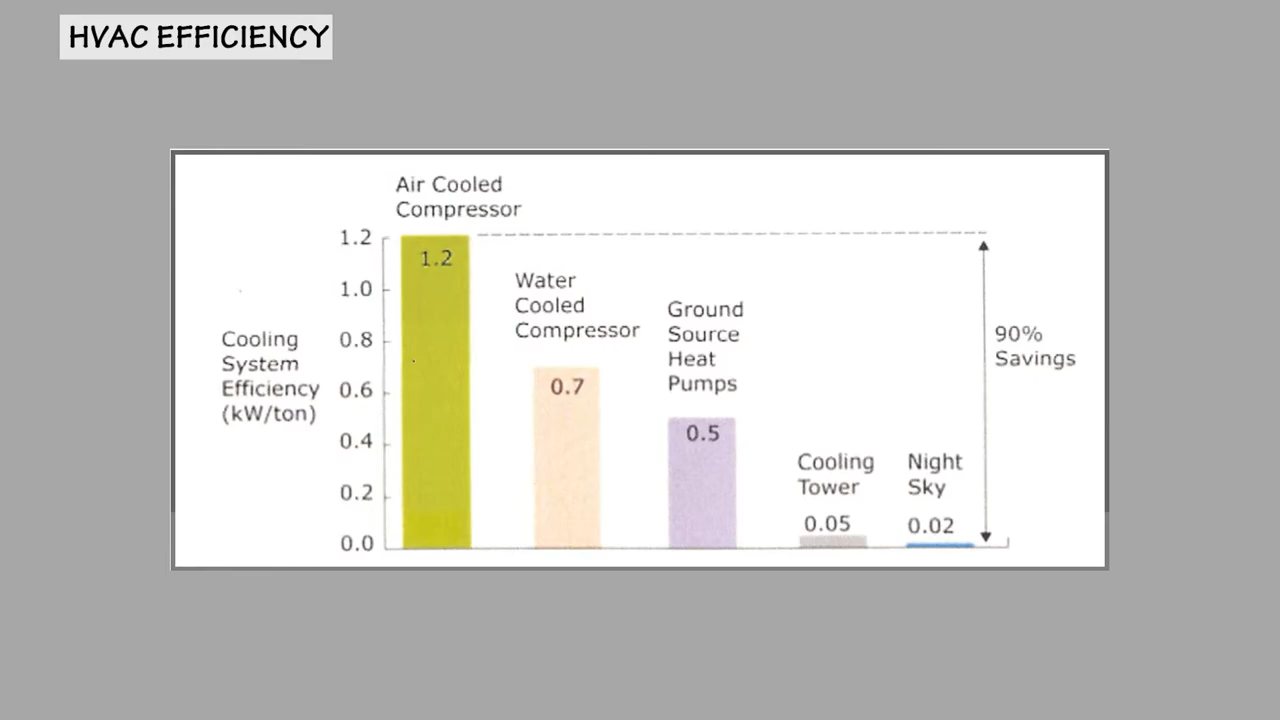 HVAC EFFICIENCY
Air Cooled
Compressor
1.2
1.2
1.0
Water
Cooled
Compressor
Ground
Source
Heat
Pumps
90%
Savings
Cooling
System
Efficiency
(kW/ton)
0.8
0.6
0.7
0.4
0.5
Cooling
Tower
Night
Sky
0.2
0.05
0.02
0.0